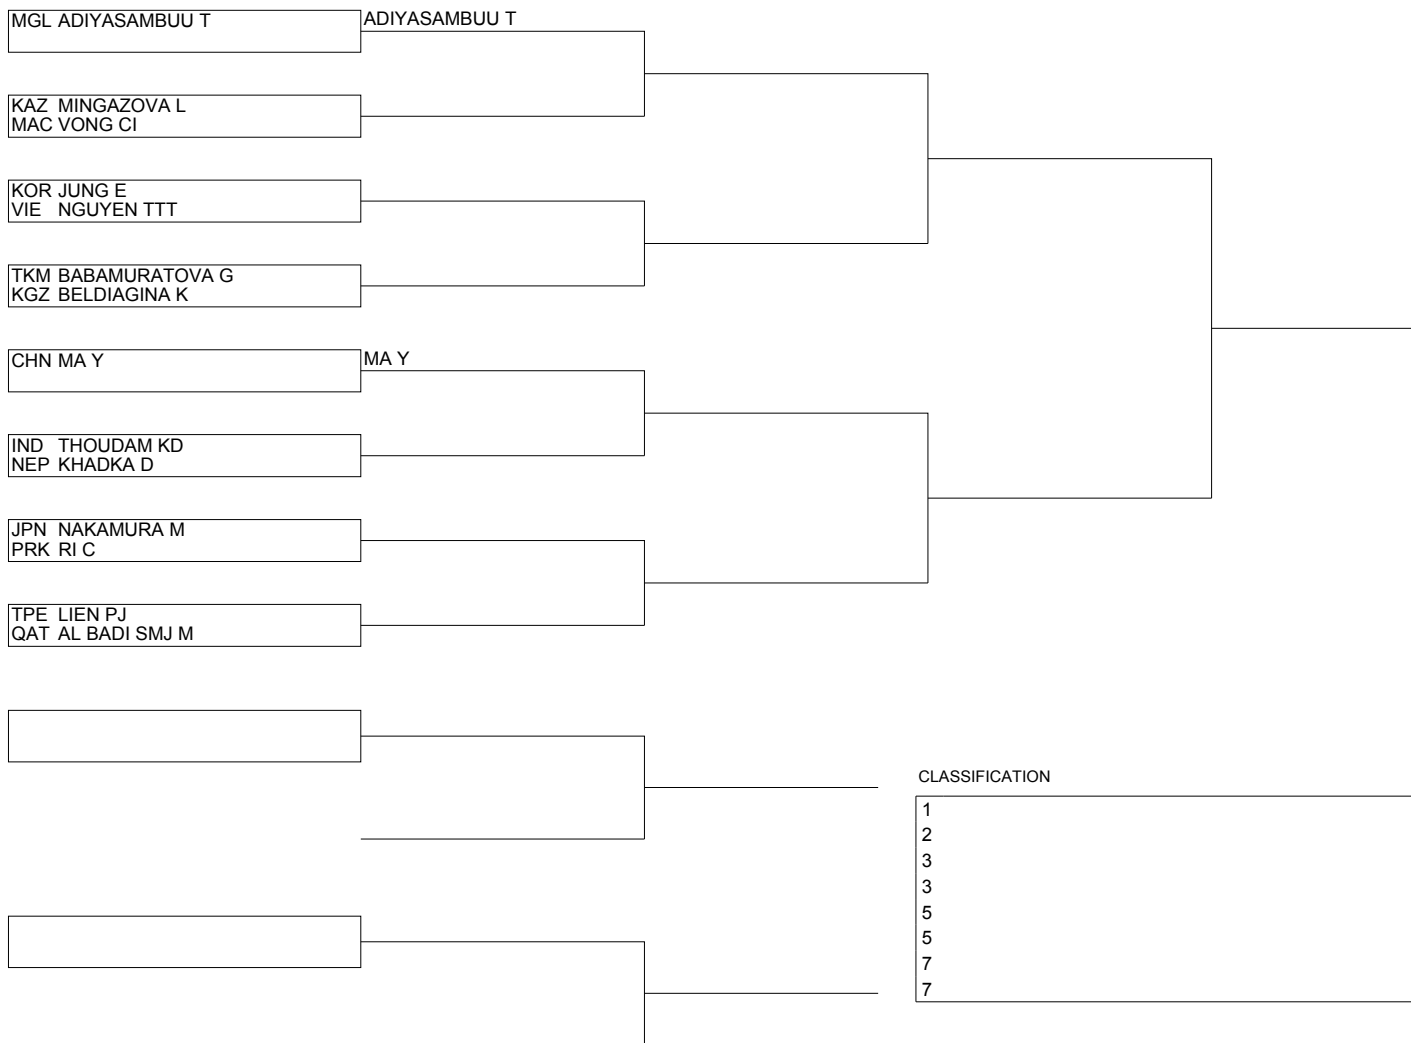 MGL ADIYASAMBUU T
ADIYASAMBUU T
KAZ MINGAZOVA L
MAC VONG CI
KOR JUNG E
VIE NGUYEN TTT
TKM BABAMURATOVA G
KGZ BELDIAGINA K
CHN MA Y
MA Y
IND THOUDAM KD
NEP KHADKA D
JPN NAKAMURA M
PRK RI C
TPE LIEN PJ
QAT AL BADI SMJ M
CLASSIFICATION
1
2
3
3
5
5
7
7